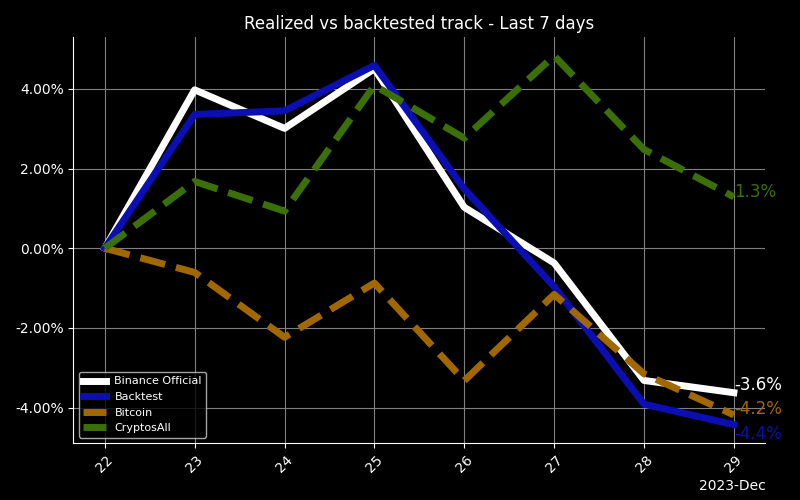 Realized vs backtested track - Last 7 days
4.00%
2.00%
0.00%
-2.00%
-4.00%
1.3%
-3.6%
-4.2%
-4.4%
Binance Official
Backtest
Bitcoin
CryptosAll
22
23
24
25
26
27
28
29
2023-Dec